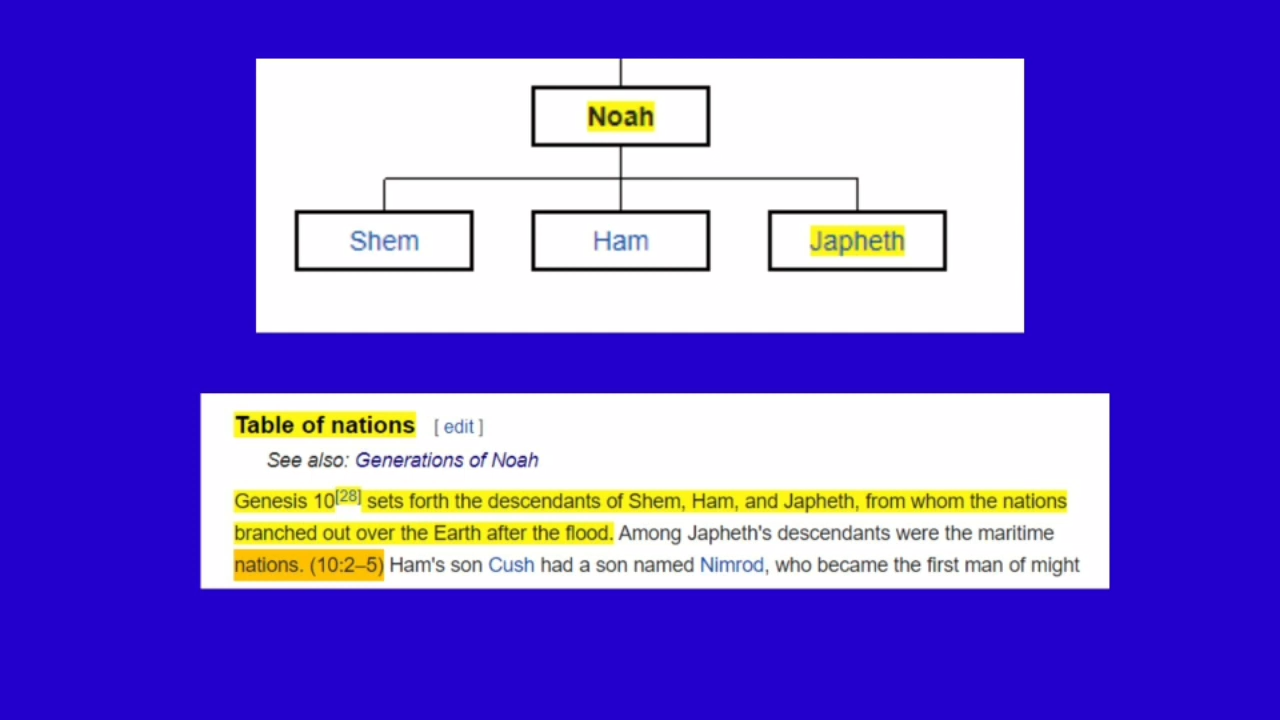 Noah
Shem Ham Japheth
Table of nations [ edit ]
See also: Generations of Noah
Genesis 10[28] sets forth the descendants of Shem, Ham, and Japheth, from whom the nations
branched out over the Earth after the flood. Among Japheth's descendants were the maritime
nations. (10:2–5) Ham's son Cush had a son named Nimrod, who became the first man of might